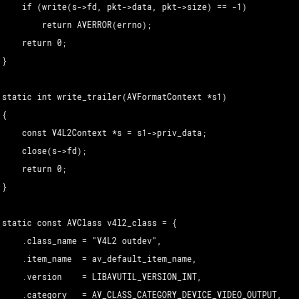 if (write(s->fd, pkt->data, pkt->size) == -1)
        return AVERROR(errno);
    return 0;
}
static int write_trailer(AVFormatContext *s1)
{
    const V4L2Context *s = s1->priv_data;
    close(s->fd);
    return 0;
}
static const AVClass v4l2_class = {
    .class_name = "V4L2 outdev",
    .item_name  = av_default_item_name,
    .version    = LIBAVUTIL_VERSION_INT,
    .category   = AV_CLASS_CATEGORY_DEVICE_VIDEO_OUTPUT,